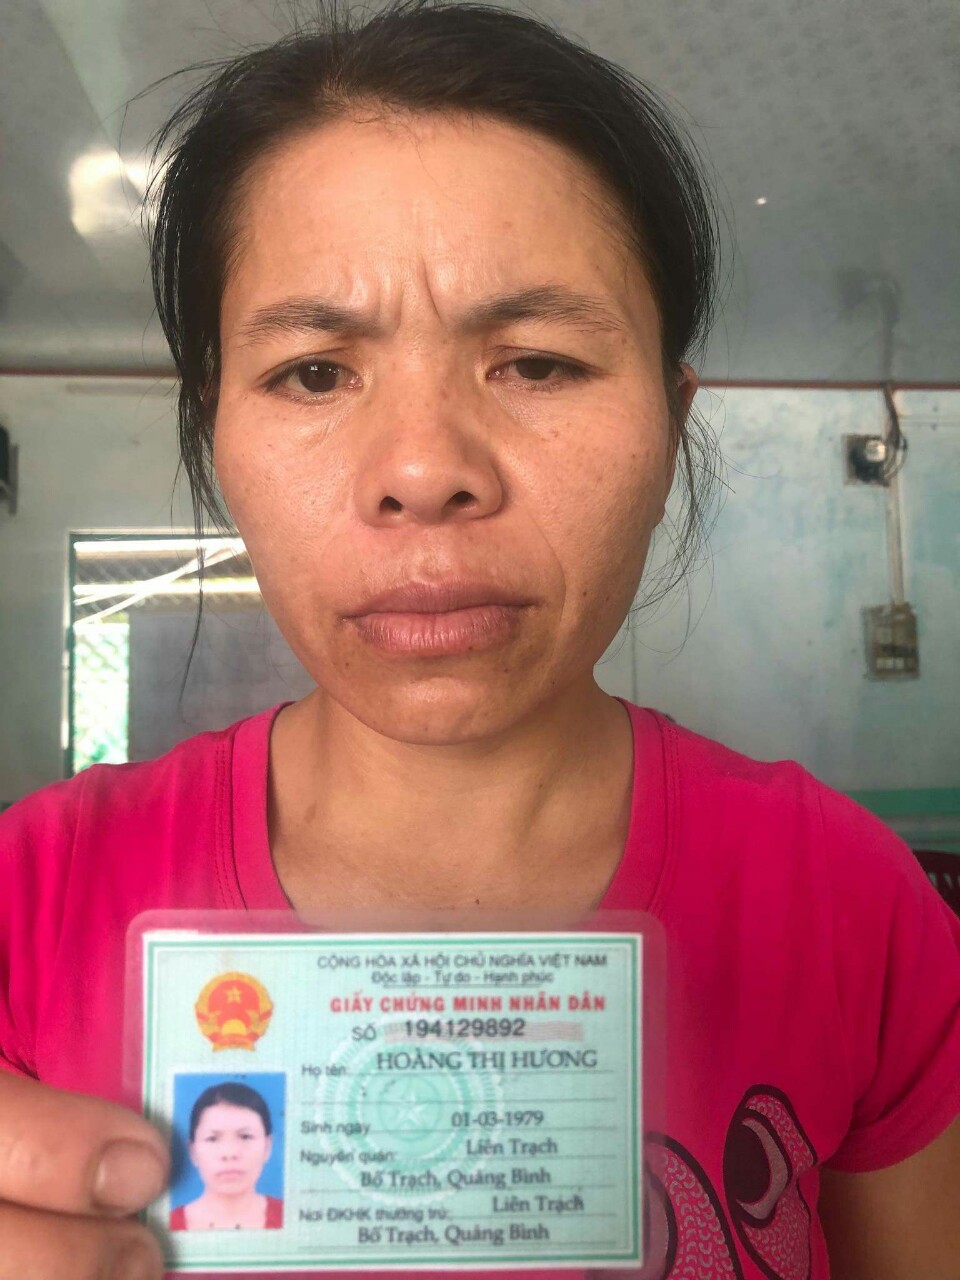 CỘNG HÒA XÃ HỘI CHỦ NGHĨA VIỆT NAM
Độc lập - Tự do - Hạnh phúc
GIẤY CHỨNG MINH NHÂN DÂN
SỐ 194129892
Họ tên: HOÀNG THỊ HƯƠNG
Sinh ngày 01-03-1979
Nguyên quán: Liên Trạch
Bố Trạch, Quảng Bình
Nơi ĐKHK thường trú: Liên Trạch
Bố Trạch, Quảng Bình